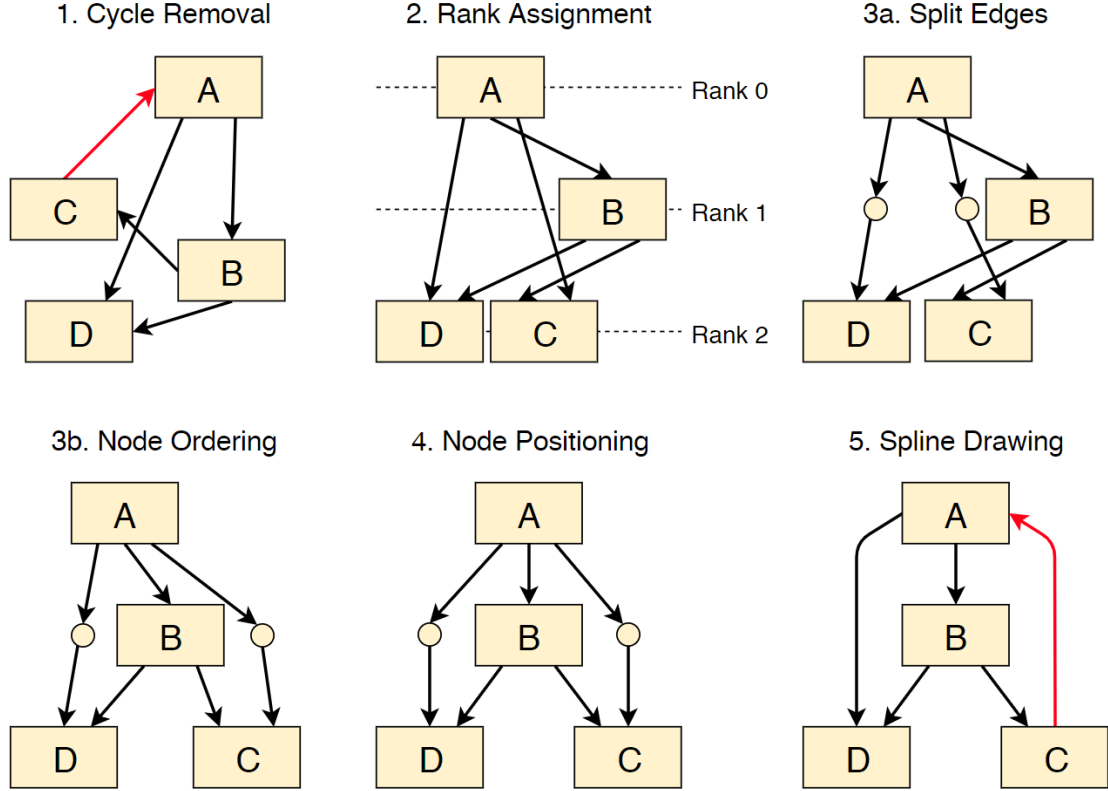 1. Cycle Removal
A
C
B
D
2. Rank Assignment
A
Rank 0
B
Rank 1
D
C
Rank 2
3a. Split Edges
A
B
D
C
3b. Node Ordering
A
B
D
C
4. Node Positioning
A
B
D
C
5. Spline Drawing
A
B
D
C